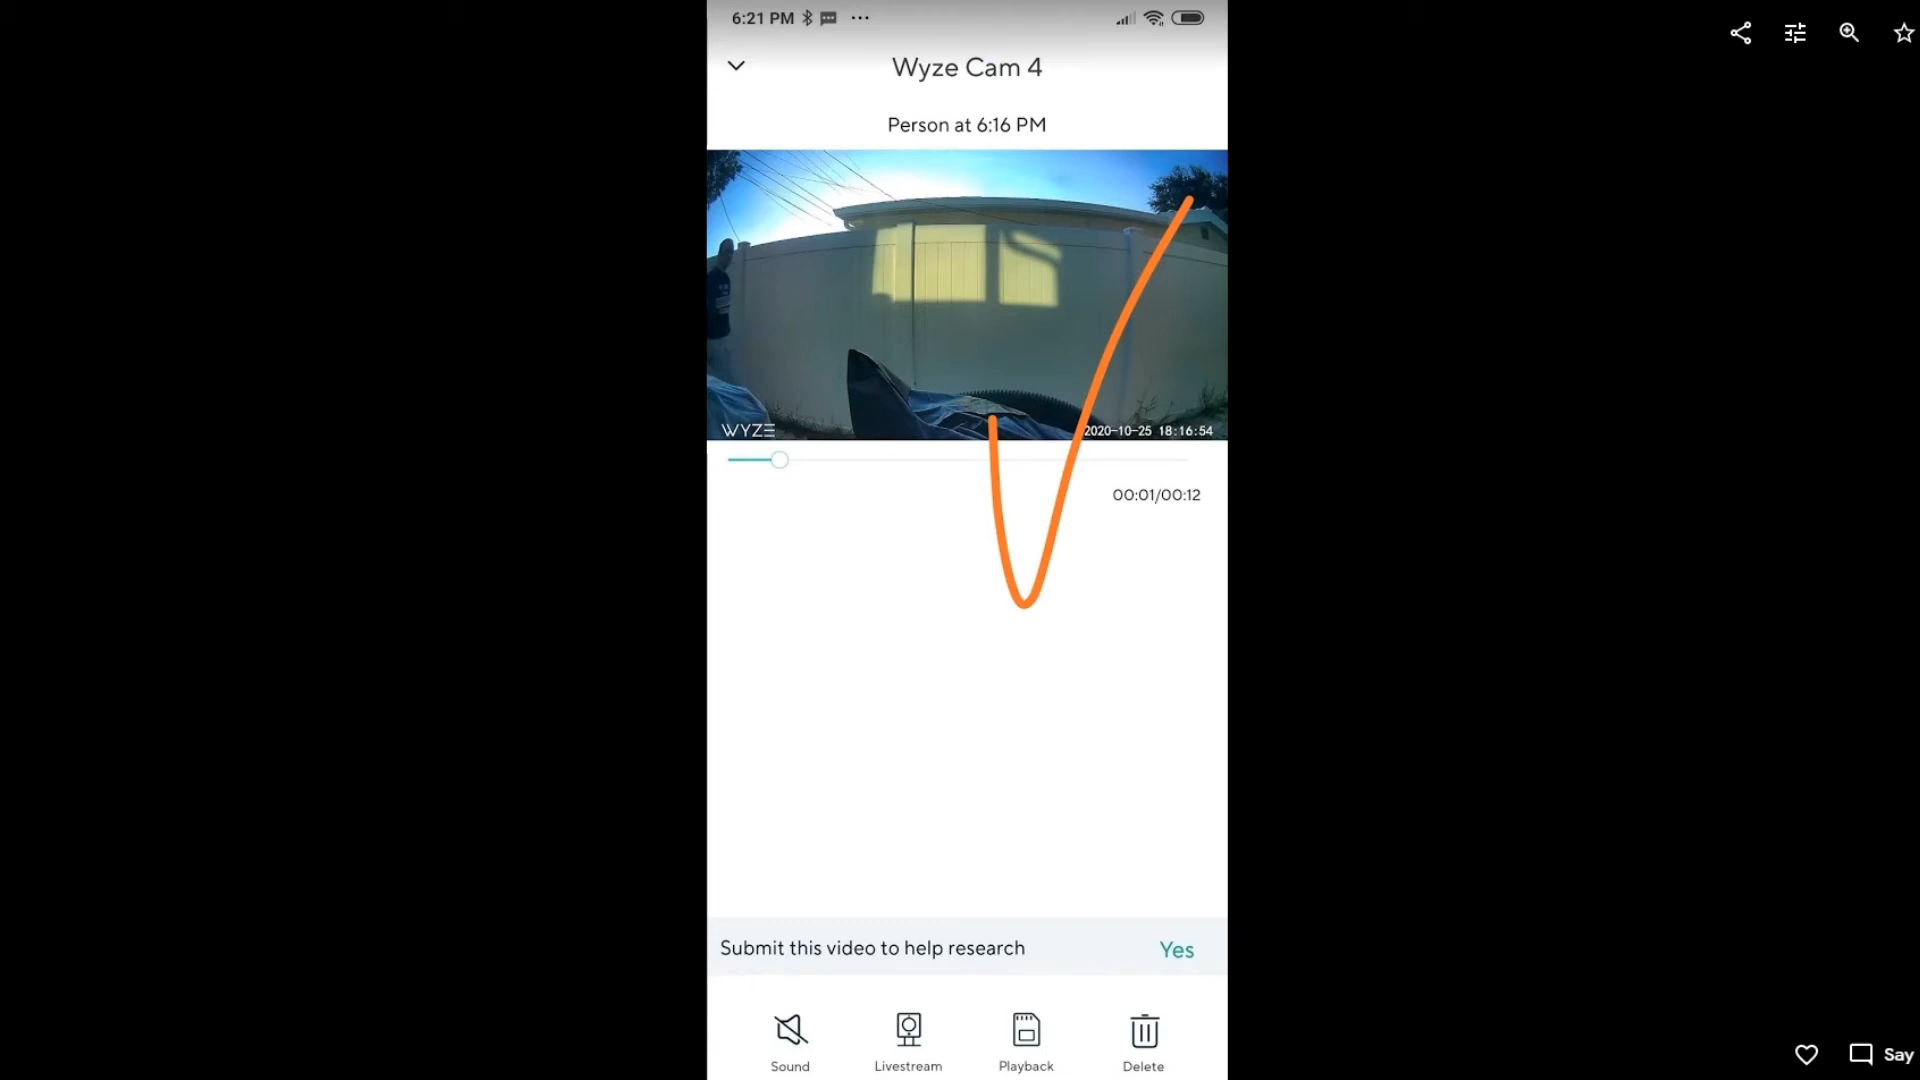 6:21 PM
Wyze Cam 4
Person at 6:16 PM
WYZE
2020-10-25 18:16:54
00:01/00:12
Submit this video to help research
Yes
Sound
Livestream
Playback
Delete
Say